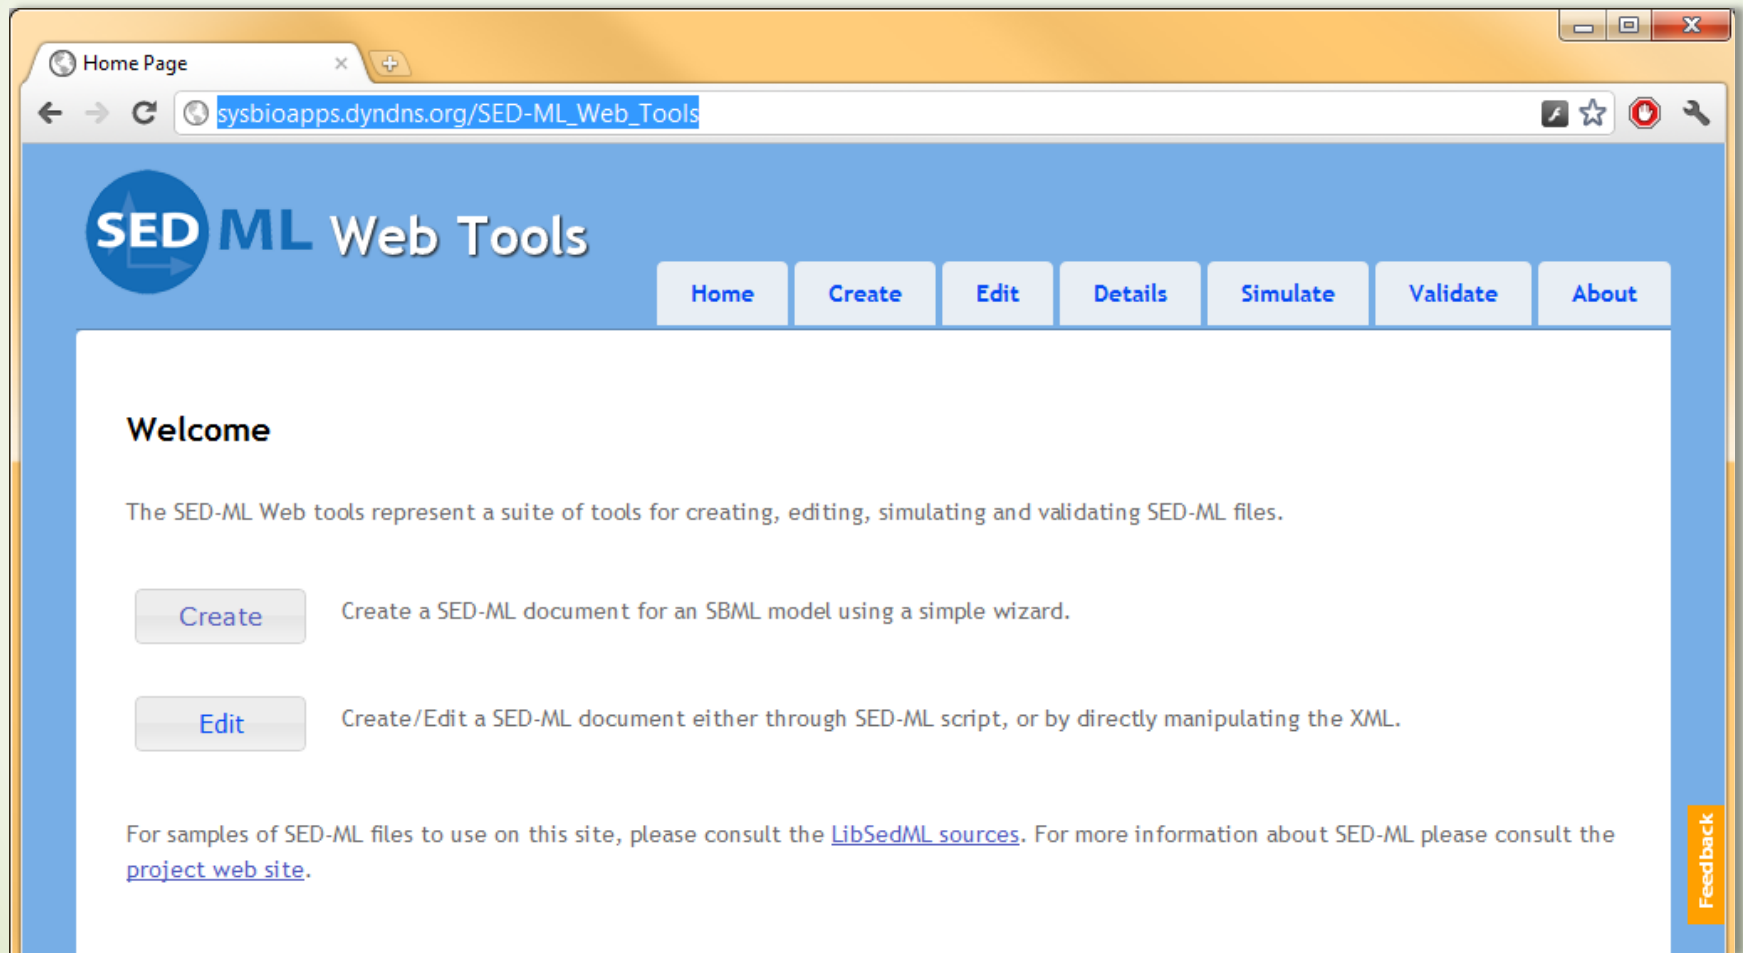 Home Page
sysbioapps.dyndns.org/SED-ML_Web_Tools
SED ML Web Tools
Home Create Edit Details Simulate Validate About
Welcome
The SED-ML Web tools represent a suite of tools for creating, editing, simulating and validating SED-ML files.
Create Create a SED-ML document for an SBML model using a simple wizard.
Edit Create/Edit a SED-ML document either through SED-ML script, or by directly manipulating the XML.
For samples of SED-ML files to use on this site, please consult the LibSedML sources. For more information about SED-ML please consult the
project web site.
Feedback